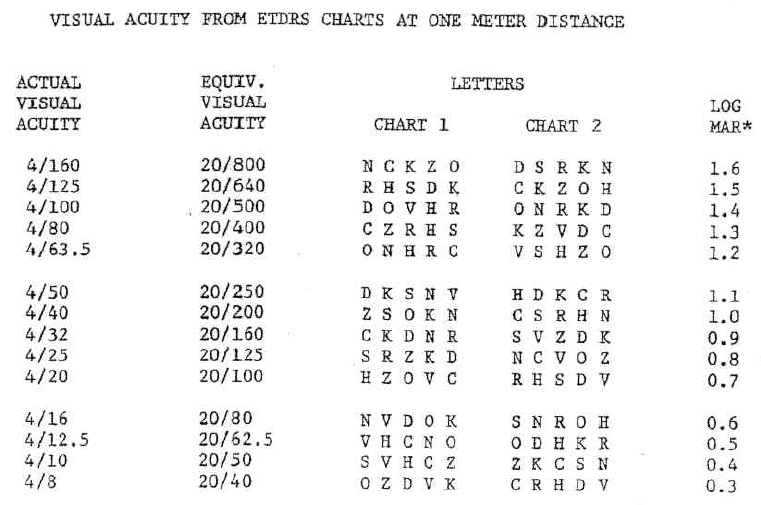 VISUAL ACUITY FROM ETDRS CHARTS AT ONE METER DISTANCE
ACTUAL EQUIV. LETTERS
VISUAL VISUAL LOG
ACUITY ACUITY CHART 1 CHART 2 MAR*
4/160 20/800 N C K Z O D S R K N 1.6
4/125 20/640 R H S D K C K Z O H 1.5
4/100 20/500 D O V H R O N R K D 1.4
4/80 20/400 C Z R H S K Z V D C 1.3
4/63.5 20/320 O N H R C V S H Z O 1.2
4/50 20/250 D K S N V H D K C R 1.1
4/40 20/200 Z S O K N C S R H N 1.0
4/32 20/160 C K D N R S V Z D K 0.9
4/25 20/125 S R Z K D N C V O Z 0.8
4/20 20/100 H Z O V C R H S D V 0.7
4/16 20/80 N V D O K S N R O H 0.6
4/12.5 20/62.5 V H C N O O D H K R 0.5
4/10 20/50 S V H C Z Z K C S N 0.4
4/8 20/40 O Z D V K C R H D V 0.3